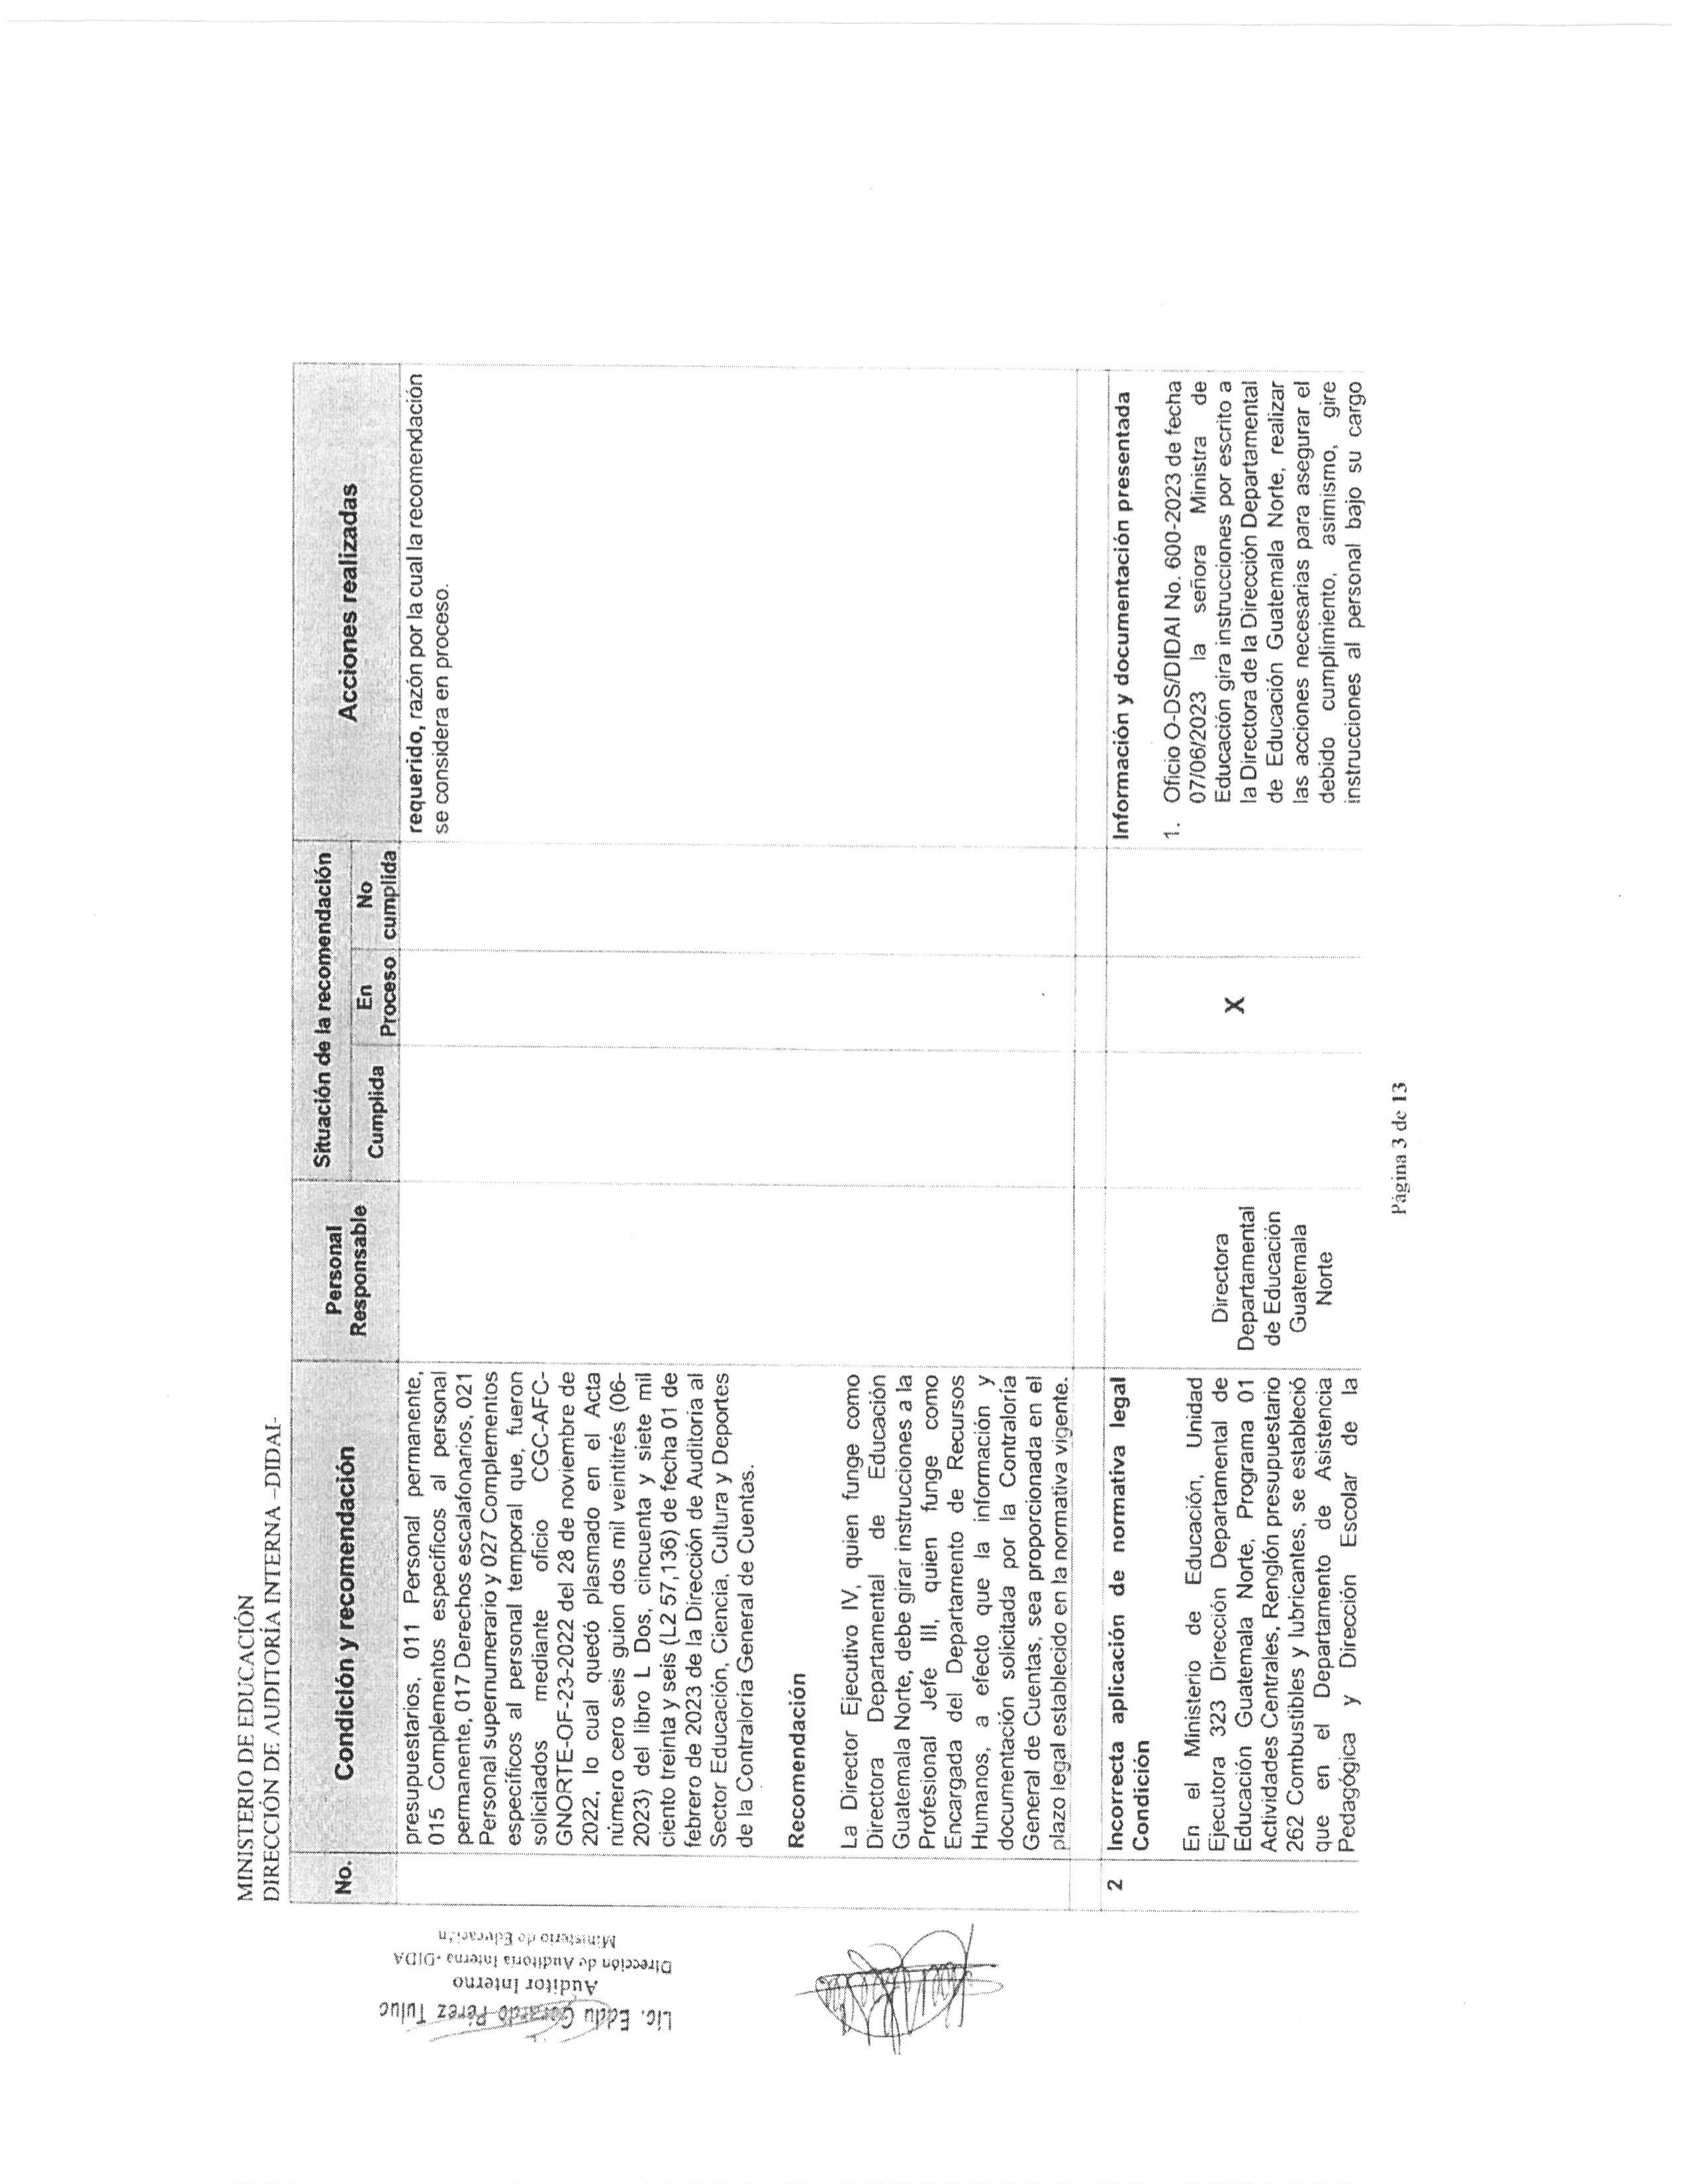 MINISTERIO DE EDUCACIÓN
DIRECCIÓN DE AUDITORÍA INTERNA –DIDAI-
No.
Condición y recomendación
Personal
Responsable
Situación de la recomendación
Cumplida
En
Proceso
No
cumplida
Acciones realizadas
presupuestarios, 011 Personal permanente,
015 Complementos específicos al personal
permanente, 017 Derechos escalafonarios, 021
Personal supernumerario y 027 Complementos
específicos al personal temporal que, fueron
solicitados mediante oficio CGC-AFC-
GNORTE-OF-23-2022 del 28 de noviembre de
2022, lo cual quedó plasmado en el Acta
número cero seis guion dos mil veintitrés (06-
2023) del libro L Dos, cincuenta y siete mil
ciento treinta y seis (L2 57,136) de fecha 01 de
febrero de 2023 de la Dirección de Auditoria al
Sector Educación, Ciencia, Cultura y Deportes
de la Contraloría General de Cuentas.
Recomendación
La Director Ejecutivo IV, quien funge como
Directora Departamental de Educación
Guatemala Norte, debe girar instrucciones a la
Profesional Jefe III, quien funge como
Encargada del Departamento de Recursos
Humanos, a efecto que la información y
documentación solicitada por la Contraloría
General de Cuentas, sea proporcionada en el
plazo legal establecido en la normativa vigente.
requerido, razón por la cual la recomendación
se considera en proceso.
2
Incorrecta aplicación de normativa legal
Condición
En el Ministerio de Educación, Unidad
Ejecutora 323 Dirección Departamental de
Educación Guatemala Norte, Programa 01
Actividades Centrales, Renglón presupuestario
262 Combustibles y lubricantes, se estableció
que en el Departamento de Asistencia
Pedagógica y Dirección Escolar de la
Directora
Departamental
de Educación
Guatemala
Norte
X
Información y documentación presentada
1. Oficio O-DS/DIDAI No. 600-2023 de fecha
07/06/2023 la señora Ministra de
Educación gira instrucciones por escrito a
la Directora de la Dirección Departamental
de Educación Guatemala Norte, realizar
las acciones necesarias para asegurar el
debido cumplimiento, asimismo, gire
instrucciones al personal bajo su cargo
Página 3 de 13
Lic. Eddu Gerardo Pérez Tuluc
Auditor Interno
Dirección de Auditoria Interna -DIDA
Ministerio de Educación